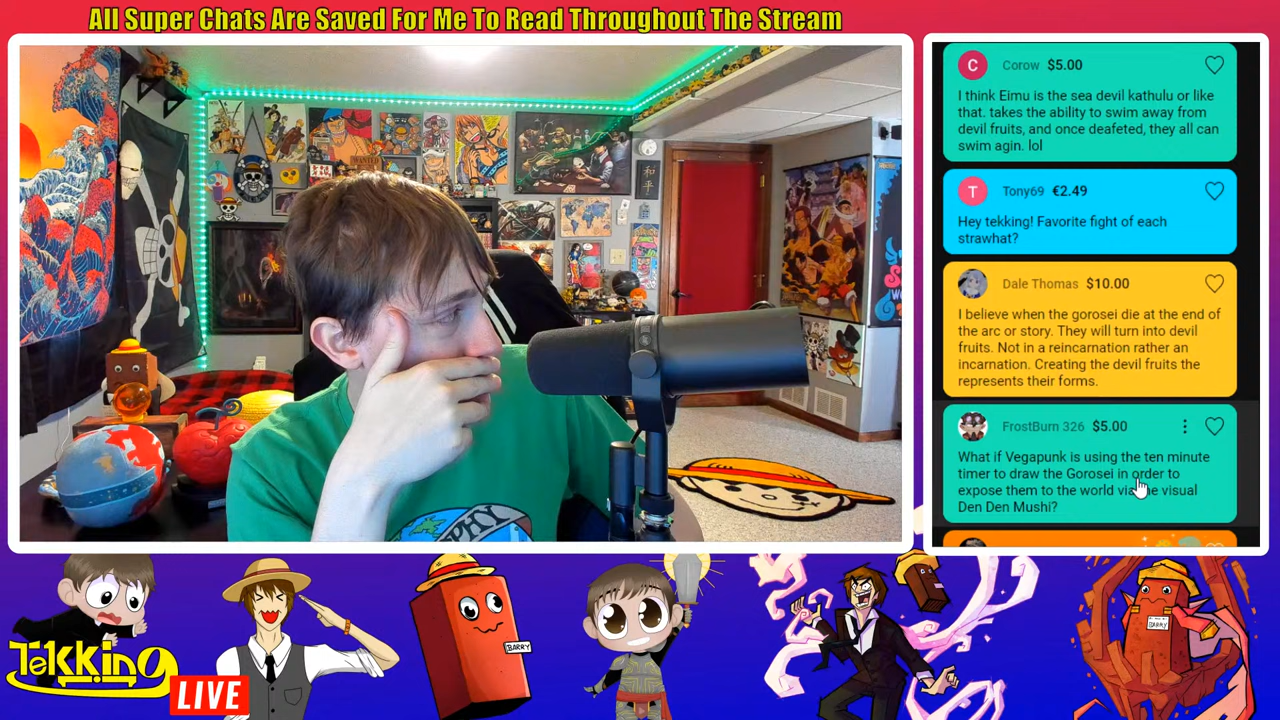 All Super Chats Are Saved For Me To Read Throughout The Stream
WANTED
C
Corow $5.00
I think Eimu is the sea devil kathulu or like
that. takes the ability to swim away from
devil fruits, and once deafeted, they all can
swim agin. lol
T
Tony69 €2.49
Hey tekking! Favorite fight of each
strawhat?
Dale Thomas $10.00
I believe when the gorosei die at the end of
the arc or story. They will turn into devil
fruits. Not in a reincarnation rather an
incarnation. Creating the devil fruits the
represents their forms.
FrostBurn 326 $5.00
What if Vegapunk is using the ten minute
timer to draw the Gorosei in order to
expose them to the world via the visual
Den Den Mushi?
和平
TeKKinG
LIVE
BARRY
BARRY